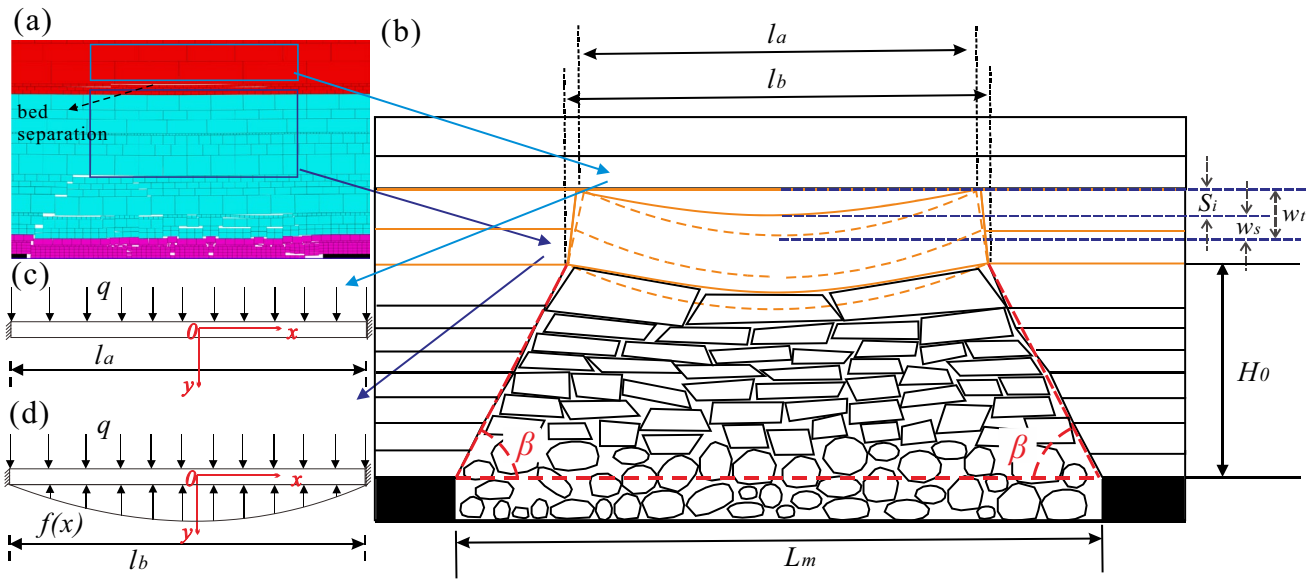 (a)
bed
separation
(b)
la
lb
Si
ws
wt
H0
β
β
Lm
(c)
q
0
x
la
y
(d)
q
0
x
f(x)
y
lb